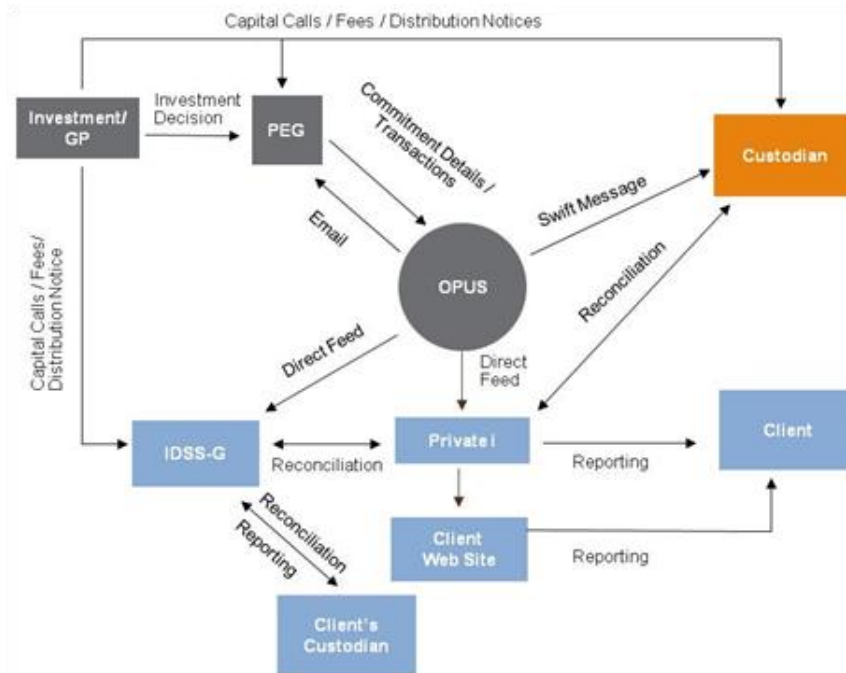 Capital Calls / Fees / Distribution Notices
Investment/
GP
Investment
Decision
PEG
Commitment Details /
Transactions
Custodian
Email
Swift Message
OPUS
Reconciliation
Capital Calls / Fees/
Distribution Notice
Direct Feed
Direct
Feed
IDSS-G
Reconciliation
Private I
Reporting
Client
Reconciliation
Reporting
Client
Web Site
Reporting
Client's
Custodian